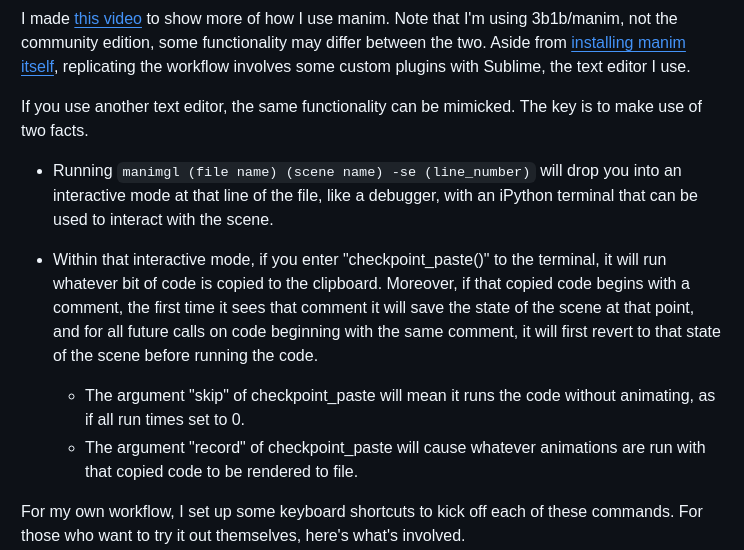 I made this video to show more of how I use manim. Note that I'm using 3b1b/manim, not the
community edition, some functionality may differ between the two. Aside from installing manim
itself, replicating the workflow involves some custom plugins with Sublime, the text editor I use.
If you use another text editor, the same functionality can be mimicked. The key is to make use of
two facts.
• Running manimgl (file name) (scene name) -se (line_number) will drop you into an
interactive mode at that line of the file, like a debugger, with an iPython terminal that can be
used to interact with the scene.
• Within that interactive mode, if you enter "checkpoint_paste()" to the terminal, it will run
whatever bit of code is copied to the clipboard. Moreover, if that copied code begins with a
comment, the first time it sees that comment it will save the state of the scene at that point,
and for all future calls on code beginning with the same comment, it will first revert to that state
of the scene before running the code.
◦ The argument "skip" of checkpoint_paste will mean it runs the code without animating, as
if all run times set to 0.
◦ The argument "record" of checkpoint_paste will cause whatever animations are run with
that copied code to be rendered to file.
For my own workflow, I set up some keyboard shortcuts to kick off each of these commands. For
those who want to try it out themselves, here's what's involved.